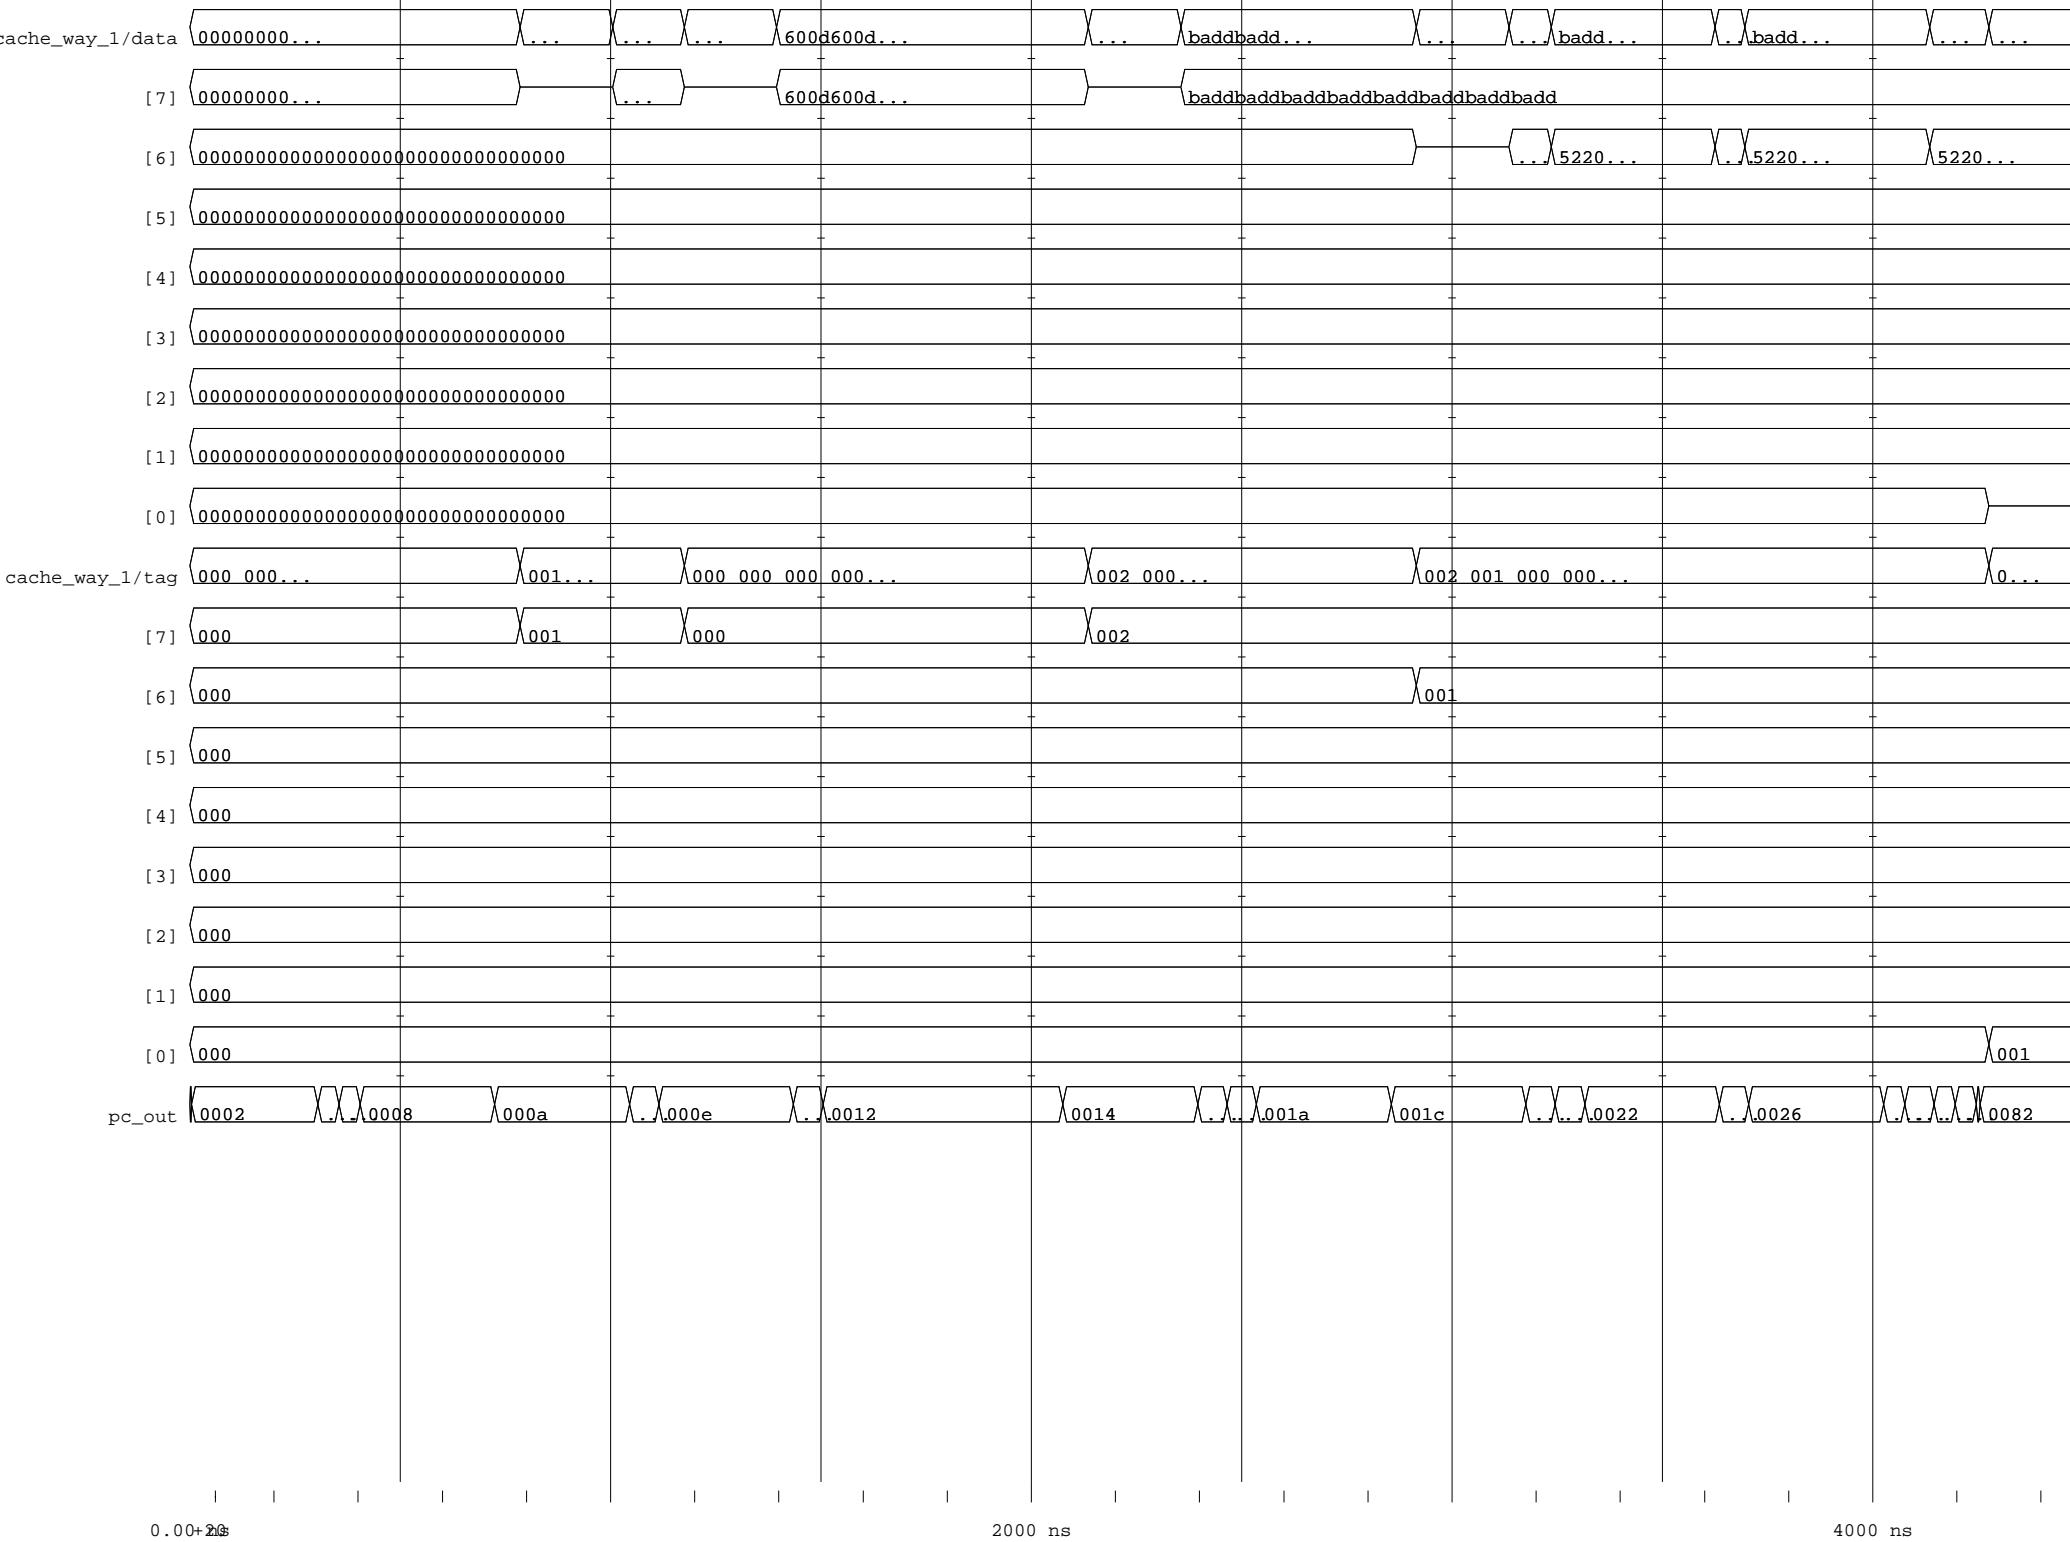 cache_way_1/data 00000000... ... ... ... 600d600d... ... baddbadd... ... ... badd... .. badd... ... ...
[7] 00000000... ... 600d600d... baddbaddbaddbaddbaddbaddbaddbadd
[6] 00000000000000000000000000000000 ... 5220... .. 5220... 5220...
[5] 00000000000000000000000000000000
[4] 00000000000000000000000000000000
[3] 00000000000000000000000000000000
[2] 00000000000000000000000000000000
[1] 00000000000000000000000000000000
[0] 00000000000000000000000000000000
cache_way_1/tag 000 000... 001... 000 000 000 000... 002 000... 002 001 000 000... 0...
[7] 000 001 000 002
[6] 000 001
[5] 000
[4] 000
[3] 000
[2] 000
[1] 000
[0] 000 001
pc_out 0002 .. .. 0008 000a .. 000e .. 0012 0014 .. ... 001a 001c .. ... 0022 .. 0026 . ... .. .. 0082
0.00+20 ns 2000 ns 4000 ns